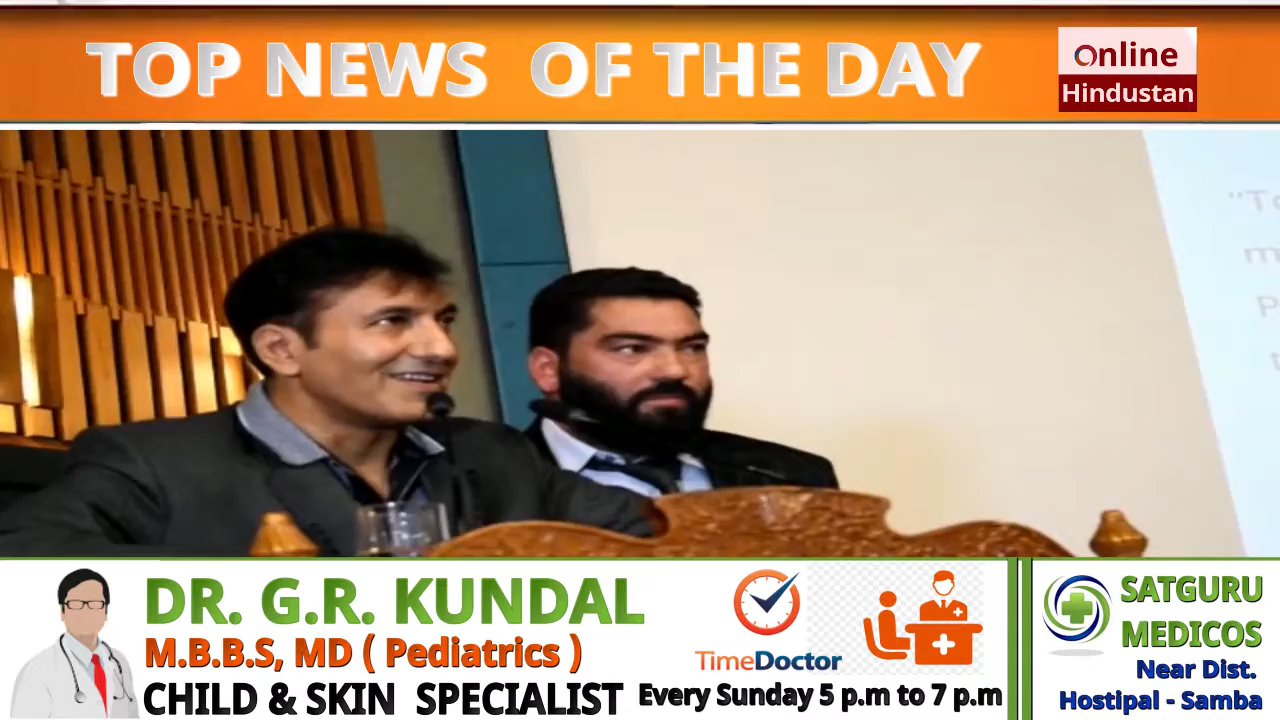 TOP NEWS OF THE DAY
Online
Hindustan
DR. G.R. KUNDAL
M.B.B.S, MD ( Pediatrics )
CHILD & SKIN SPECIALIST
TimeDoctor
Every Sunday 5 p.m to 7 p.m
SATGURU
MEDICOS
Near Dist.
Hostipal - Samba